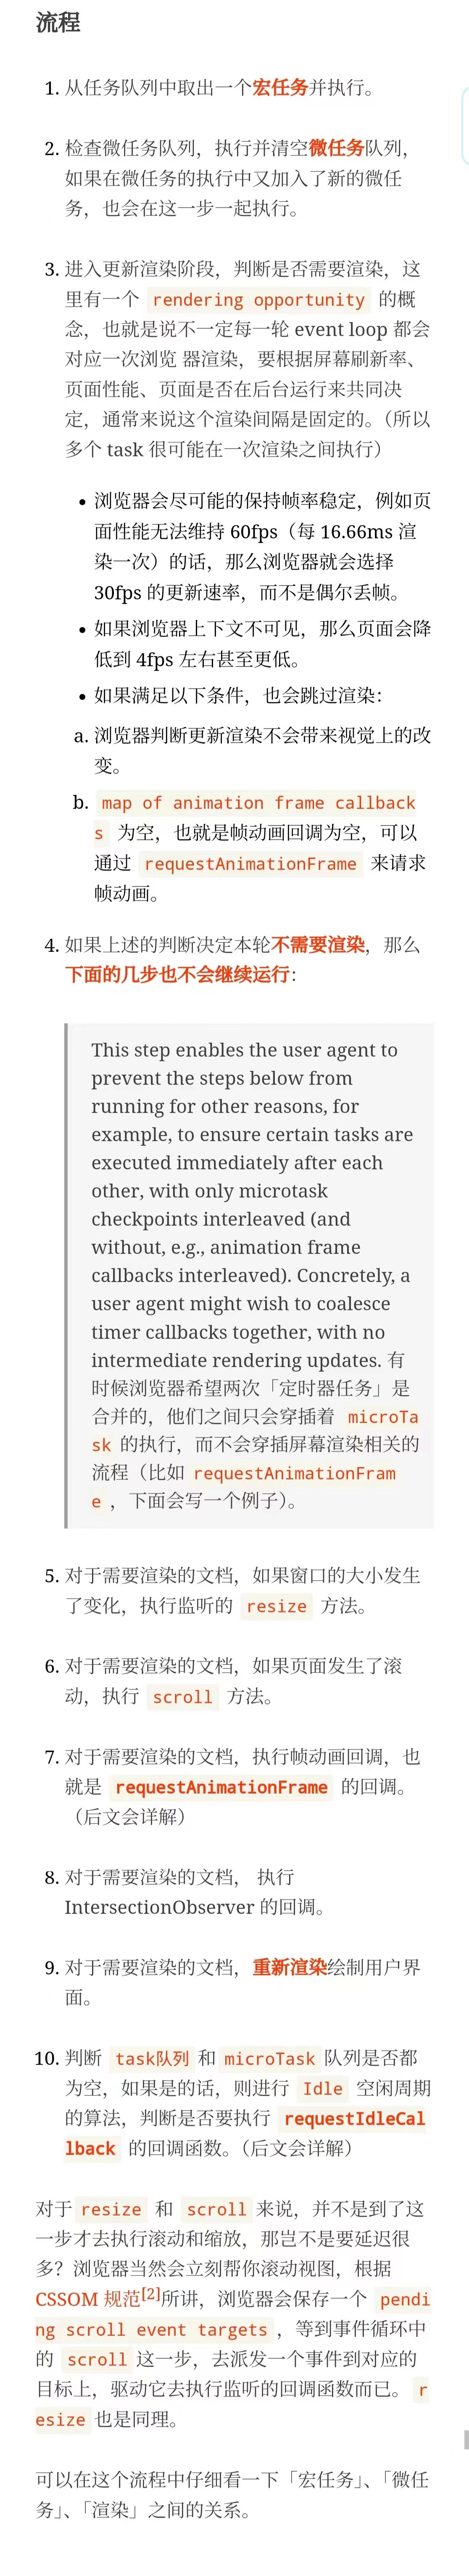 流程
1. 从任务队列中取出一个宏任务并执行。
2. 检查微任务队列，执行并清空微任务队列，
如果在微任务的执行中又加入了新的微任
务，也会在这一步一起执行。
3. 进入更新渲染阶段，判断是否需要渲染，这
里有一个 rendering opportunity 的概
念，也就是说不一定每一轮 event loop 都会
对应一次浏览 器渲染，要根据屏幕刷新率、
页面性能、页面是否在后台运行来共同决
定，通常来说这个渲染间隔是固定的。（所以
多个 task 很可能在一次渲染之间执行）
• 浏览器会尽可能的保持帧率稳定，例如页
面性能无法维持 60fps（每 16.66ms 渲
染一次）的话，那么浏览器就会选择
30fps 的更新速率，而不是偶尔丢帧。
• 如果浏览器上下文不可见，那么页面会降
低到 4fps 左右甚至更低。
• 如果满足以下条件，也会跳过渲染：
a. 浏览器判断更新渲染不会带来视觉上的改
变。
b. map of animation frame callback
s 为空，也就是帧动画回调为空，可以
通过 requestAnimationFrame 来请求
帧动画。
4. 如果上述的判断决定本轮不需要渲染，那么
下面的几步也不会继续运行：
This step enables the user agent to
prevent the steps below from
running for other reasons, for
example, to ensure certain tasks are
executed immediately after each
other, with only microtask
checkpoints interleaved (and
without, e.g., animation frame
callbacks interleaved). Concretely, a
user agent might wish to coalesce
timer callbacks together, with no
intermediate rendering updates. 有
时候浏览器希望两次「定时器任务」是
合并的，他们之间只会穿插着 microTa
sk 的执行，而不会穿插屏幕渲染相关的
流程（比如 requestAnimationFram
e ，下面会写一个例子）。
5. 对于需要渲染的文档，如果窗口的大小发生
了变化，执行监听的 resize 方法。
6. 对于需要渲染的文档，如果页面发生了滚
动，执行 scroll 方法。
7. 对于需要渲染的文档，执行帧动画回调，也
就是 requestAnimationFrame 的回调。
（后文会详解）
8. 对于需要渲染的文档， 执行
IntersectionObserver 的回调。
9. 对于需要渲染的文档，重新渲染绘制用户界
面。
10. 判断 task队列 和 microTask 队列是否都
为空，如果是的话，则进行 Idle 空闲周期
的算法，判断是否要执行 requestIdleCal
lback 的回调函数。（后文会详解）
对于 resize 和 scroll 来说，并不是到了这
一步才去执行滚动和缩放，那岂不是要延迟很
多？浏览器当然会立刻帮你滚动视图，根据
CSSOM 规范[2]所讲，浏览器会保存一个 pendi
ng scroll event targets ，等到事件循环中
的 scroll 这一步，去派发一个事件到对应的
目标上，驱动它去执行监听的回调函数而已。 r
esize 也是同理。
可以在这个流程中仔细看一下「宏任务」、「微任
务」、「渲染」之间的关系。